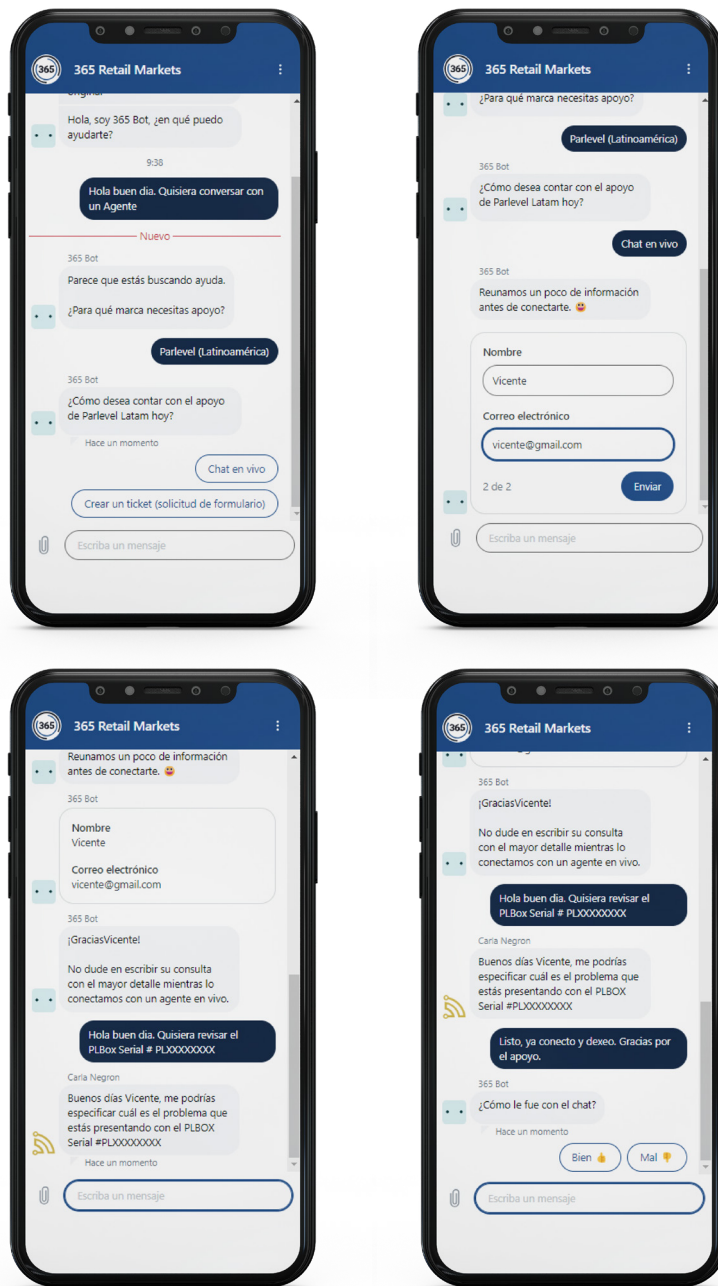 365
365 Retail Markets
Hola, soy 365 Bot, ¿en qué puedo
ayudarte?
9:38
Hola buen dia. Quisiera conversar con
un Agente
Nuevo
365 Bot
Parece que estás buscando ayuda.
¿Para qué marca necesitas apoyo?
Parlevel (Latinoamérica)
365 Bot
¿Cómo desea contar con el apoyo
de Parlevel Latam hoy?
Hace un momento
Chat en vivo
Crear un ticket (solicitud de formulario)
Escriba un mensaje
365
365 Retail Markets
¿Para qué marca necesitas apoyo?
Parlevel (Latinoamérica)
365 Bot
¿Cómo desea contar con el apoyo
de Parlevel Latam hoy?
Chat en vivo
365 Bot
Reunamos un poco de información
antes de conectarte. 😃
Nombre
Vicente
Correo electrónico
vicente@gmail.com
2 de 2
Enviar
Escriba un mensaje
365
365 Retail Markets
Reunamos un poco de información
antes de conectarte. 😃
365 Bot
Nombre
Vicente
Correo electrónico
vicente@gmail.com
365 Bot
¡GraciasVicente!
No dude en escribir su consulta
con el mayor detalle mientras lo
conectamos con un agente en vivo.
Hola buen dia. Quisiera revisar el
PLBox Serial # PLXXXXXXXX
Carla Negron
Buenos días Vicente, me podrías
especificar cuál es el problema que
estás presentando con el PLBOX
Serial #PLXXXXXXXX
Hace un momento
Escriba un mensaje
365
365 Retail Markets
365 Bot
¡GraciasVicente!
No dude en escribir su consulta
con el mayor detalle mientras lo
conectamos con un agente en vivo.
Hola buen dia. Quisiera revisar el
PLBox Serial # PLXXXXXXXX
Carla Negron
Buenos días Vicente, me podrías
especificar cuál es el problema que
estás presentando con el PLBOX
Serial #PLXXXXXXXX
Listo, ya conecto y dexeo. Gracias por
el apoyo.
365 Bot
¿Cómo le fue con el chat?
Hace un momento
Bien 👍
Mal 👎
Escriba un mensaje